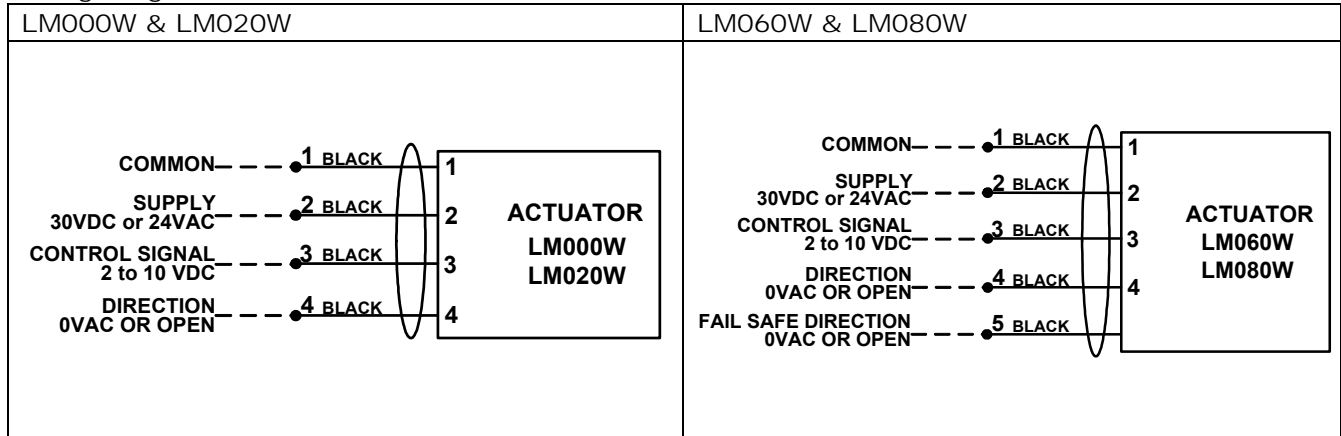 LM000W & LM020W
COMMON
1 BLACK
1
SUPPLY
30VDC or 24VAC
2 BLACK
2
CONTROL SIGNAL
2 to 10 VDC
3 BLACK
3
DIRECTION
0VAC OR OPEN
4 BLACK
4
ACTUATOR
LM000W
LM020W
LM060W & LM080W
COMMON
1 BLACK
1
SUPPLY
30VDC or 24VAC
2 BLACK
2
CONTROL SIGNAL
2 to 10 VDC
3 BLACK
3
DIRECTION
0VAC OR OPEN
4 BLACK
4
FAIL SAFE DIRECTION
0VAC OR OPEN
5 BLACK
ACTUATOR
LM060W
LM080W